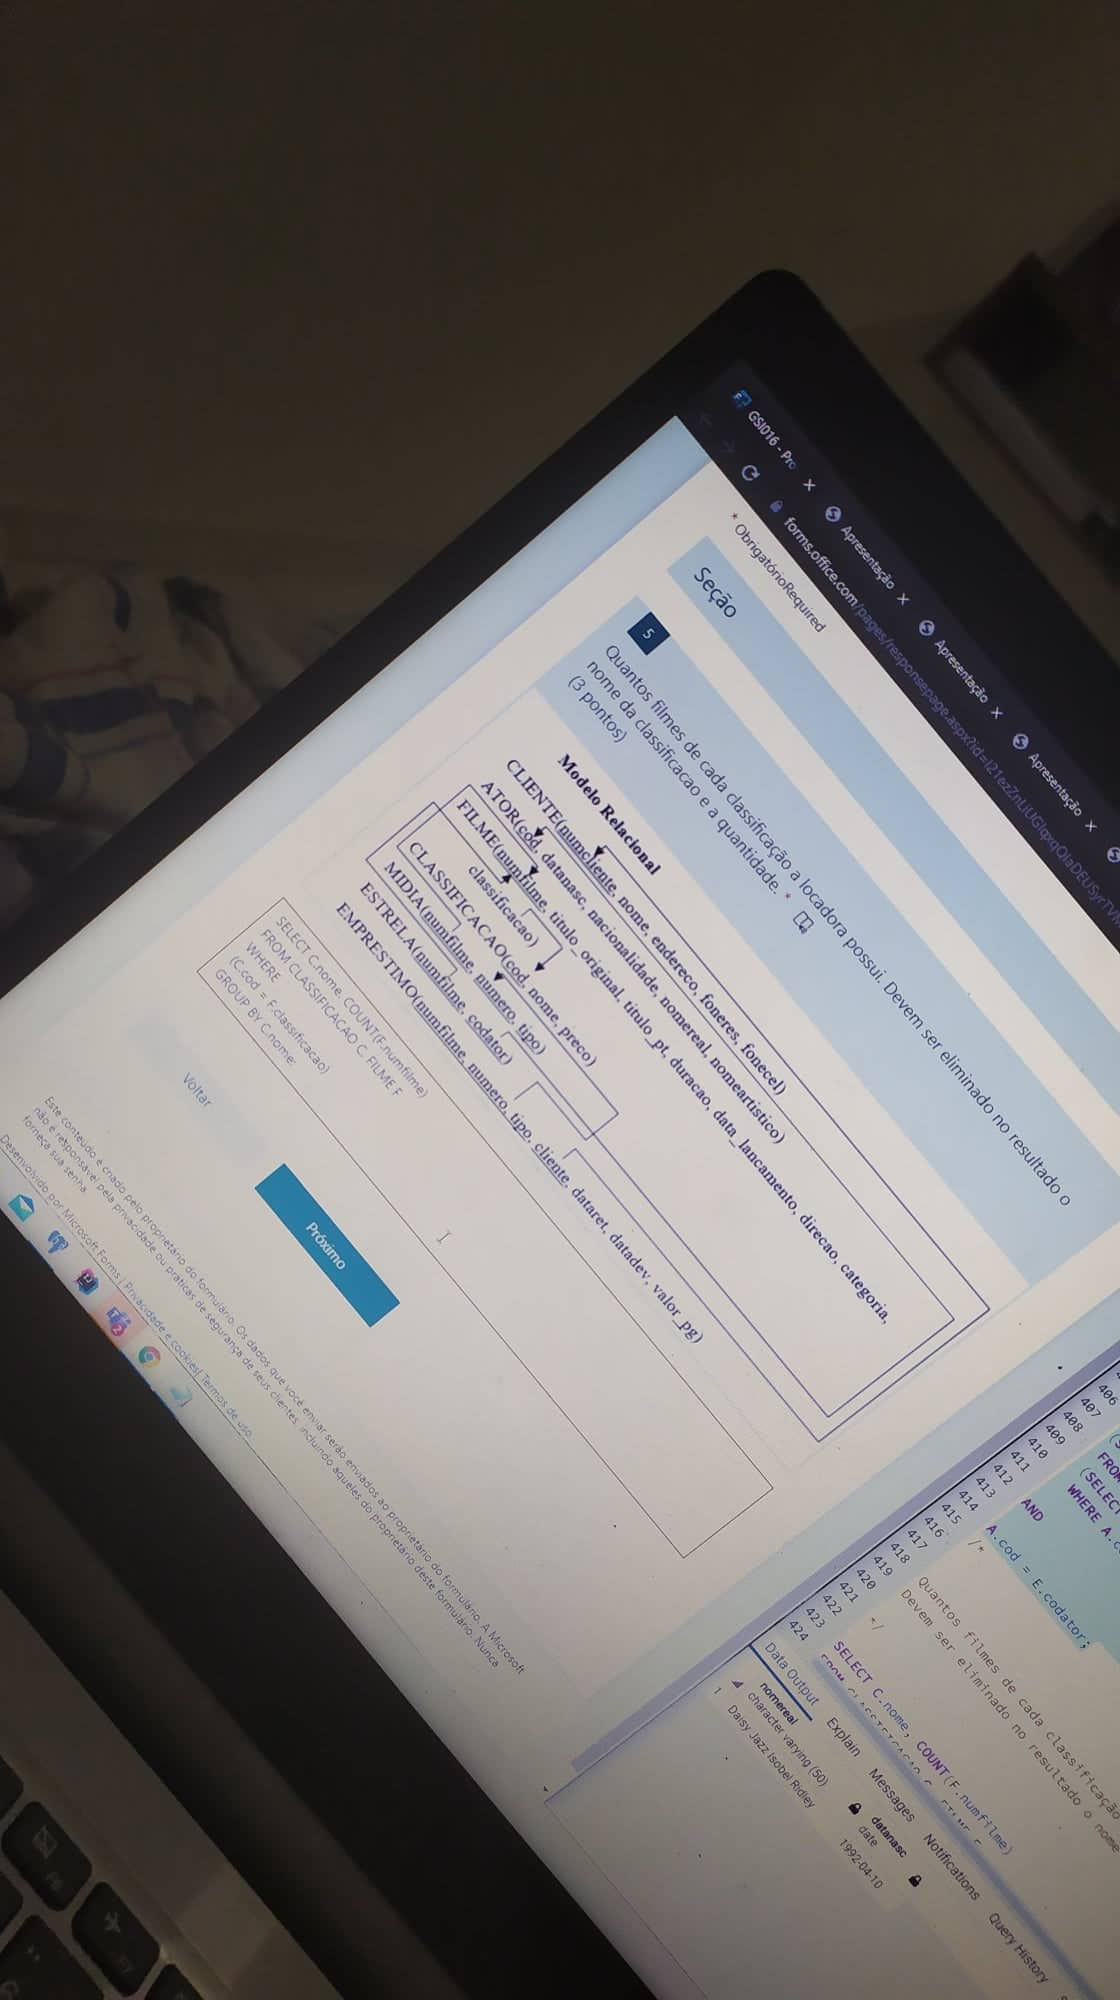 GSI016 - Pro
Apresentação
Apresentação
Apresentação
forms.office.com/pages/responsepage.aspx?id=
* ObrigatórioRequired
Seção
5
Quantos filmes de cada classificação a locadora possui. Devem ser eliminado no resultado o
nome da classificacao e a quantidade. *
(3 pontos)
Modelo Relacional
CLIENTE(numcliente, nome, endereco, foneres, fonecel)
ATOR(cod, datanasc, nacionalidade, nomereal, nomeartistico)
FILME(numfilme, titulo_original, titulo_pt, duracao, data_lancamento, direcao, categoria,
classificacao)
CLASSIFICACAO(cod, nome, preco)
MIDIA(numfilme, numero, tipo)
ESTRELA(numfilme, codator)
EMPRESTIMO(numfilme, numero, tipo, cliente, dataret, datadev, valor_pg)
SELECT C.nome, COUNT(F.numfilme)
FROM CLASSIFICACAO C, FILME F
WHERE
(C.cod = F.classificacao)
GROUP BY C.nome;
Voltar
Próximo
Este conteúdo é criado pelo proprietário do formulário. Os dados que você enviar serão enviados ao proprietário do formulário. A Microsoft
não é responsável pela privacidade ou práticas de segurança de seus clientes, incluindo aqueles do proprietário deste formulário. Nunca
forneça sua senha.
Desenvolvido por Microsoft Forms | Privacidade e cookies | Termos de uso
406
407
408
409
410
411
412
413
414
415
416
417
418
419
420
421
422
423
424
FROM
(SELECT
WHERE A.c
AND
A.cod = E.codator;
/*
Quantos filmes de cada classificação
Devem ser eliminado no resultado o nome
*/
SELECT C.nome, COUNT(F.numfilme)
Data Output
Explain
Messages
Notifications
Query History
nomereal
character varying (50)
datanasc
date
1
Daisy Jazz Isobel Ridley
1992-04-10